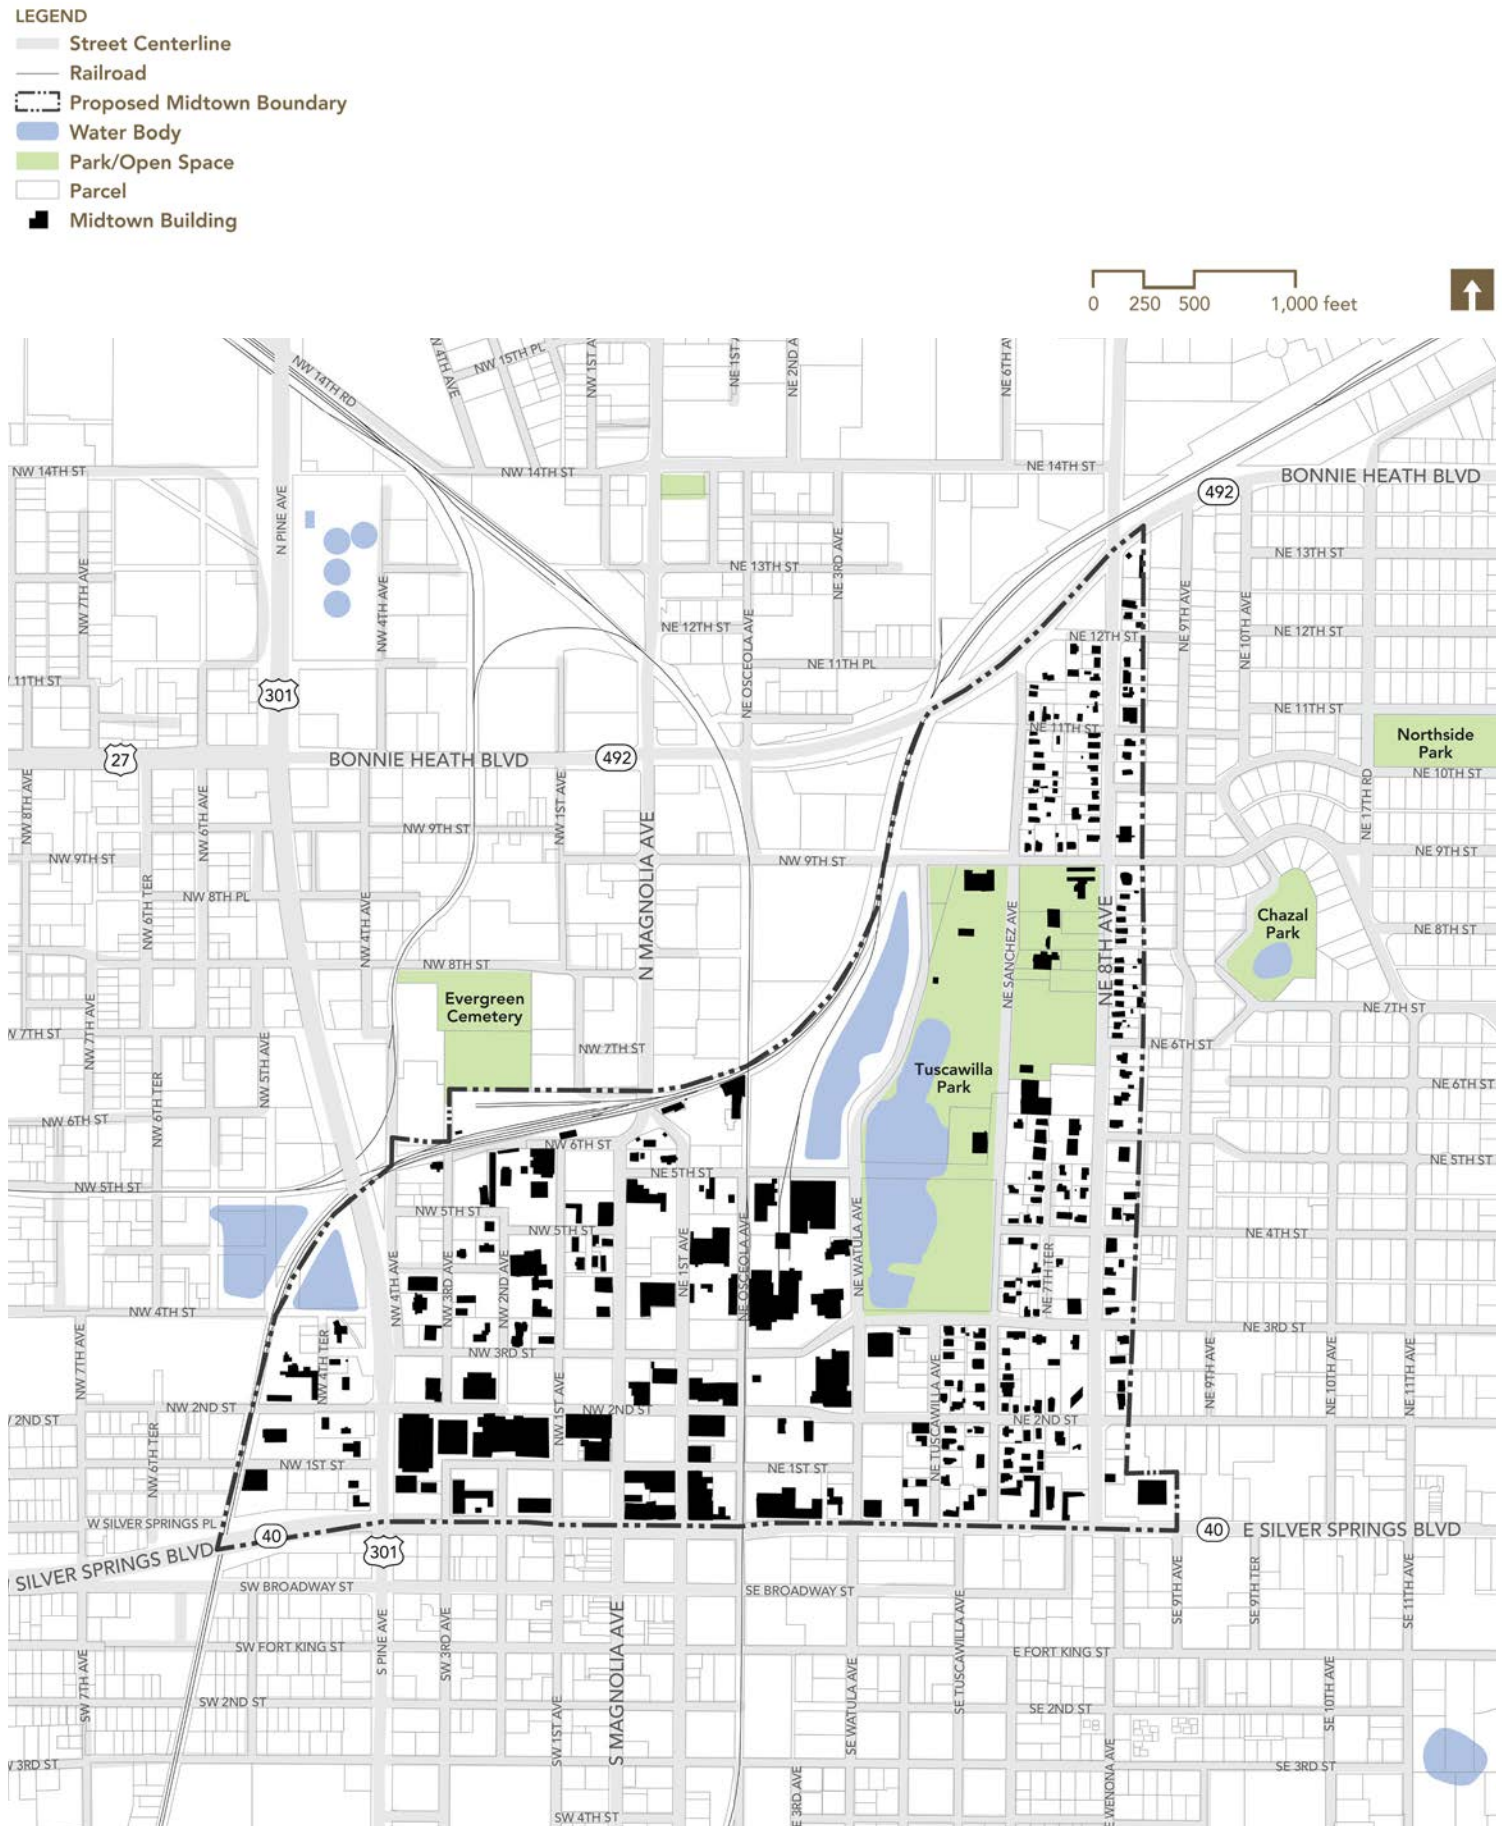 LEGEND
Street Centerline
Railroad
Proposed Midtown Boundary
Water Body
Park/Open Space
Parcel
Midtown Building
0 250 500 1,000 feet
NW 14TH RD
NW 15TH PL
NW 14TH ST
NW 14TH ST
NE 14TH ST
492
BONNIE HEATH BLVD
N PINE AVE
NW 7TH AVE
NW 4TH AVE
NE 13TH ST
NE 3RD AVE
NE 13TH ST
NE 12TH ST
NE 12TH ST
NE 9TH AVE
NE 10TH AVE
NE 12TH ST
NE OSCEOLA AVE
NE 11TH PL
11TH ST
301
NE 11TH ST
NE 11TH ST
Northside
Park
27
BONNIE HEATH BLVD
492
NE 10TH ST
NW 8TH AVE
NW 6TH AVE
NW 1ST AVE
N MAGNOLIA AVE
NE 17TH RD
NW 9TH ST
NW 9TH ST
NW 9TH ST
NE 9TH ST
NW 8TH PL
NW 6TH TER
NW 4TH AVE
NE SANCHEZ AVE
NE 8TH AVE
Chazal
Park
NE 8TH ST
NW 8TH ST
Evergreen
Cemetery
NW 7TH AVE
NE 7TH ST
NW 7TH ST
NE 6TH ST
NW 5TH AVE
Tuscawilla
Park
NE 6TH ST
NW 6TH TER
NW 6TH ST
NW 6TH ST
NE 5TH ST
NE 5TH ST
NW 5TH ST
NW 5TH ST
NW 5TH ST
NE 4TH ST
NW 4TH AVE
NW 3RD AVE
NW 2ND AVE
NE 1ST AVE
NE OSCEOLA AVE
NE WATULA AVE
NE 7TH TER
NW 4TH ST
NE 3RD ST
NW 3RD ST
NW 7TH AVE
NW 4TH TER
NW 1ST AVE
NE TUSCAWILLA AVE
NE 9TH AVE
NE 10TH AVE
NE 11TH AVE
NW 2ND ST
NW 2ND ST
NE 2ND ST
2ND ST
NW 6TH TER
NW 1ST ST
NE 1ST ST
W SILVER SPRINGS PL
40
301
40
E SILVER SPRINGS BLVD
SILVER SPRINGS BLVD
SW BROADWAY ST
SE BROADWAY ST
S PINE AVE
SW 3RD AVE
S MAGNOLIA AVE
SE TUSCAWILLA AVE
SE 9TH AVE
SE 9TH TER
SE 11TH AVE
SW FORT KING ST
E FORT KING ST
SW 7TH AVE
SW 2ND ST
SW 1ST AVE
SE WATULA AVE
SE 2ND ST
SE 10TH AVE
3RD ST
SE 3RD ST
WENONA AVE
3RD AVE
SW 4TH ST